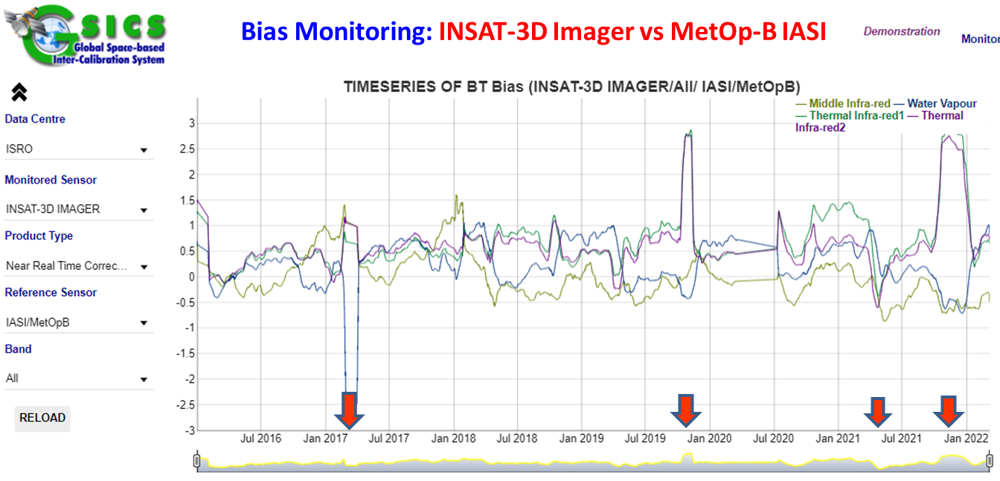 GSICS
Global Space-based
Inter-Calibration System
Bias Monitoring: INSAT-3D Imager vs MetOp-B IASI
Demonstration
Monitor
Data Centre
ISRO
Monitored Sensor
INSAT-3D IMAGER
Product Type
Near Real Time Correc...
Reference Sensor
IASI/MetOpB
Band
All
RELOAD
TIMESERIES OF BT Bias (INSAT-3D IMAGER/All/ IASI/MetOpB)
— Middle Infra-red — Water Vapour
— Thermal Infra-red1 — Thermal
Infra-red2
3
2.5
2
1.5
1
0.5
0
-0.5
-1
-1.5
-2
-2.5
-3
Jul 2016 Jan 2017 Jul 2017 Jan 2018 Jul 2018 Jan 2019 Jul 2019 Jan 2020 Jul 2020 Jan 2021 Jul 2021 Jan 2022